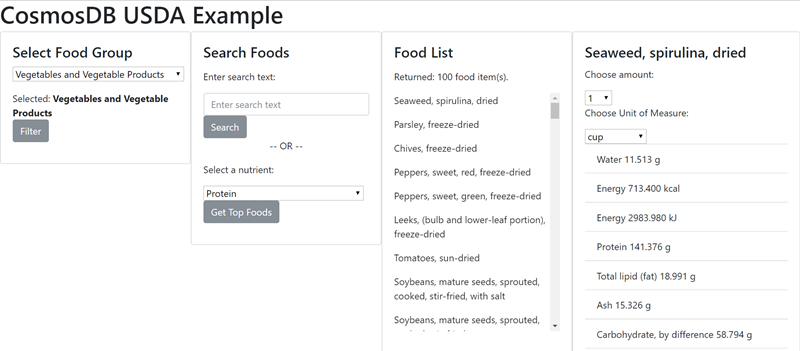 CosmosDB USDA Example
Select Food Group
Vegetables and Vegetable Products
Selected: Vegetables and Vegetable
Products
Filter
Search Foods
Enter search text:
Enter search text
Search
-- OR --
Select a nutrient:
Protein
Get Top Foods
Food List
Returned: 100 food item(s).
Seaweed, spirulina, dried
Parsley, freeze-dried
Chives, freeze-dried
Peppers, sweet, red, freeze-dried
Peppers, sweet, green, freeze-dried
Leeks, (bulb and lower-leaf portion),
freeze-dried
Tomatoes, sun-dried
Soybeans, mature seeds, sprouted,
cooked, stir-fried, with salt
Soybeans, mature seeds, sprouted,
Seaweed, spirulina, dried
Choose amount:
1
Choose Unit of Measure:
cup
Water 11.513 g
Energy 713.400 kcal
Energy 2983.980 kJ
Protein 141.376 g
Total lipid (fat) 18.991 g
Ash 15.326 g
Carbohydrate, by difference 58.794 g